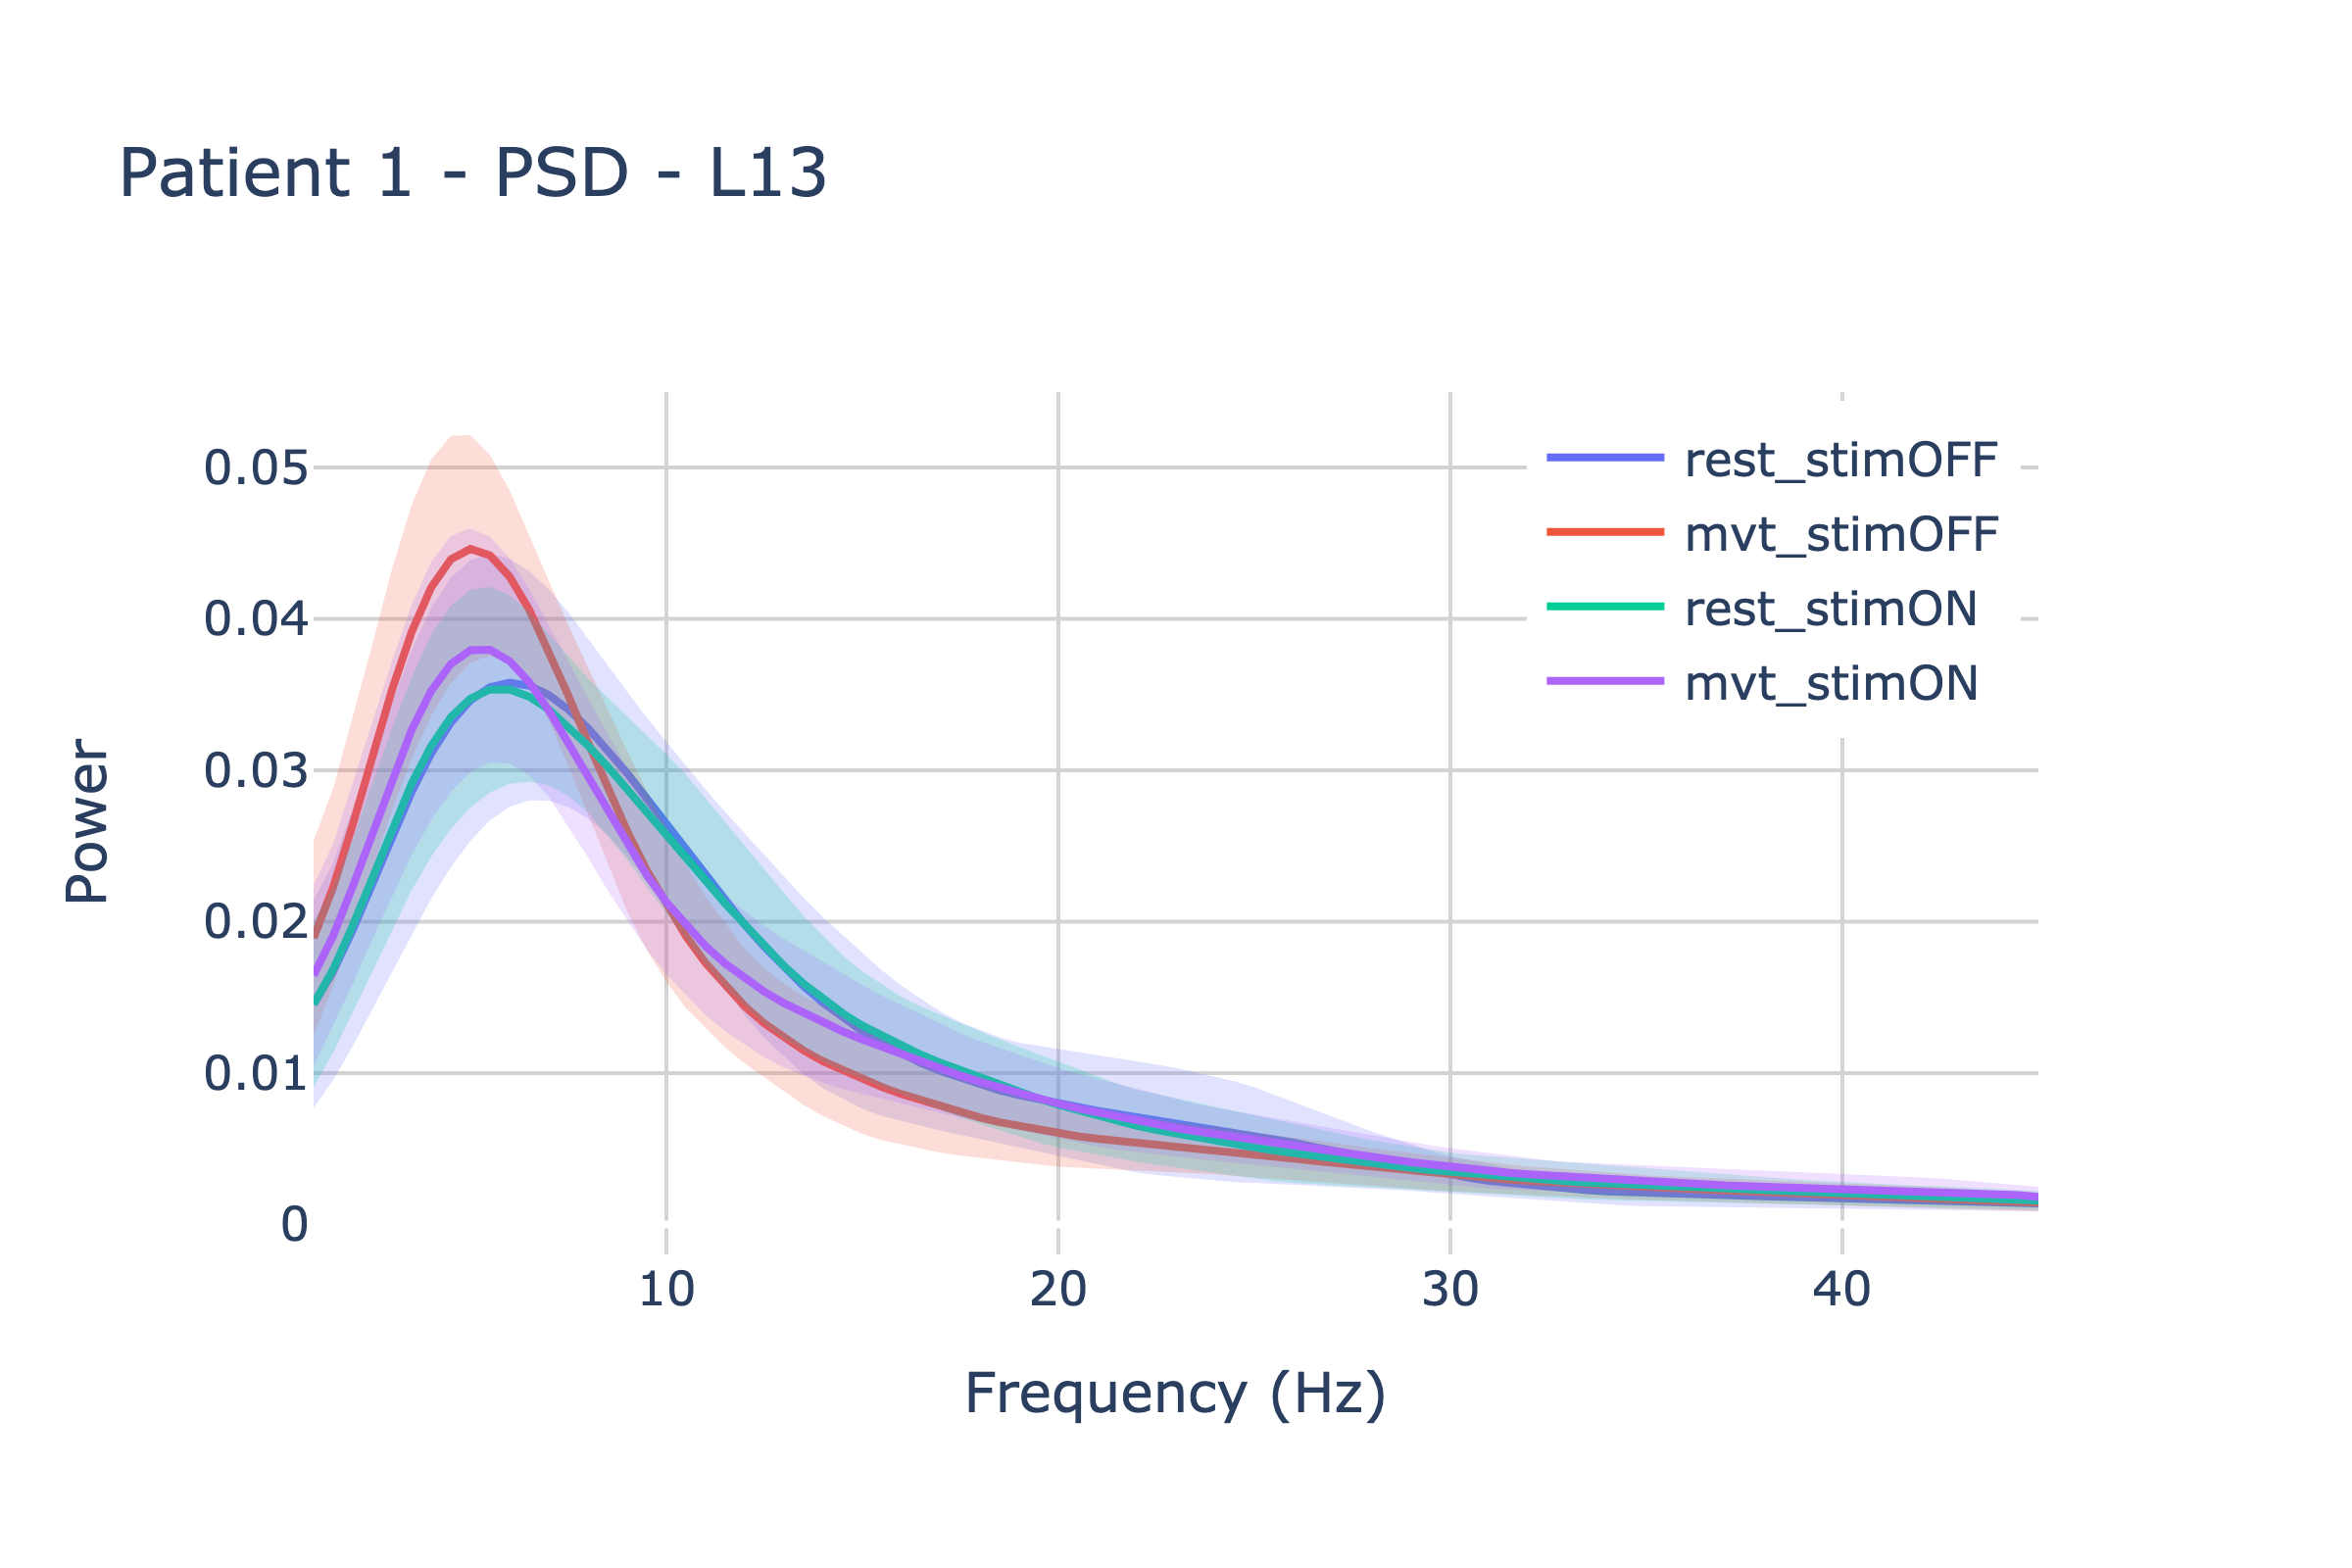 Patient 1 - PSD - L13
rest_stimOFF
mvt_stimOFF
rest_stimON
mvt_stimON
Power
0.05
0.04
0.03
0.02
0.01
0
10 20 30 40
Frequency (Hz)